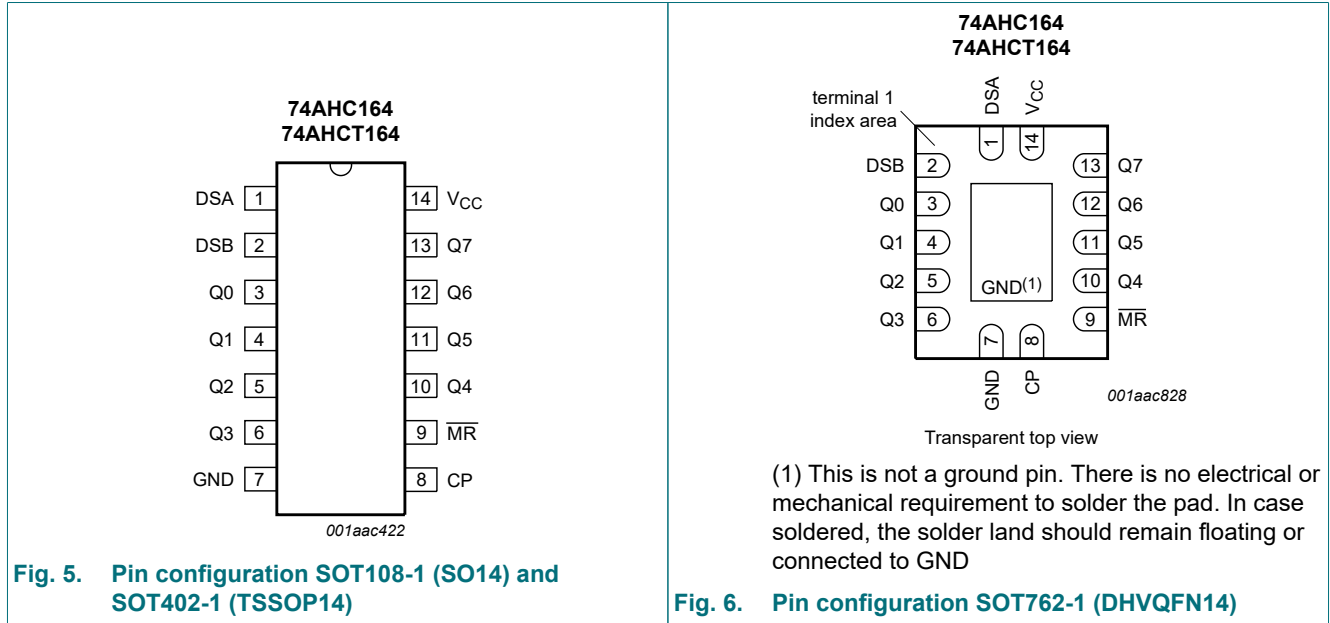 74AHC164
74AHCT164
DSA 1
14 VCC
DSB 2
13 Q7
Q0 3
12 Q6
Q1 4
11 Q5
Q2 5
10 Q4
Q3 6
9 MR
GND 7
8 CP
001aac422
Fig. 5. Pin configuration SOT108-1 (SO14) and
SOT402-1 (TSSOP14)
74AHC164
74AHCT164
terminal 1
index area
DSA
VCC
1
14
DSB 2
13 Q7
Q0 3
12 Q6
Q1 4
11 Q5
Q2 5
10 Q4
GND(1)
Q3 6
9 MR
7
8
GND
CP
001aac828
Transparent top view
(1) This is not a ground pin. There is no electrical or
mechanical requirement to solder the pad. In case
soldered, the solder land should remain floating or
connected to GND
Fig. 6. Pin configuration SOT762-1 (DHVQFN14)